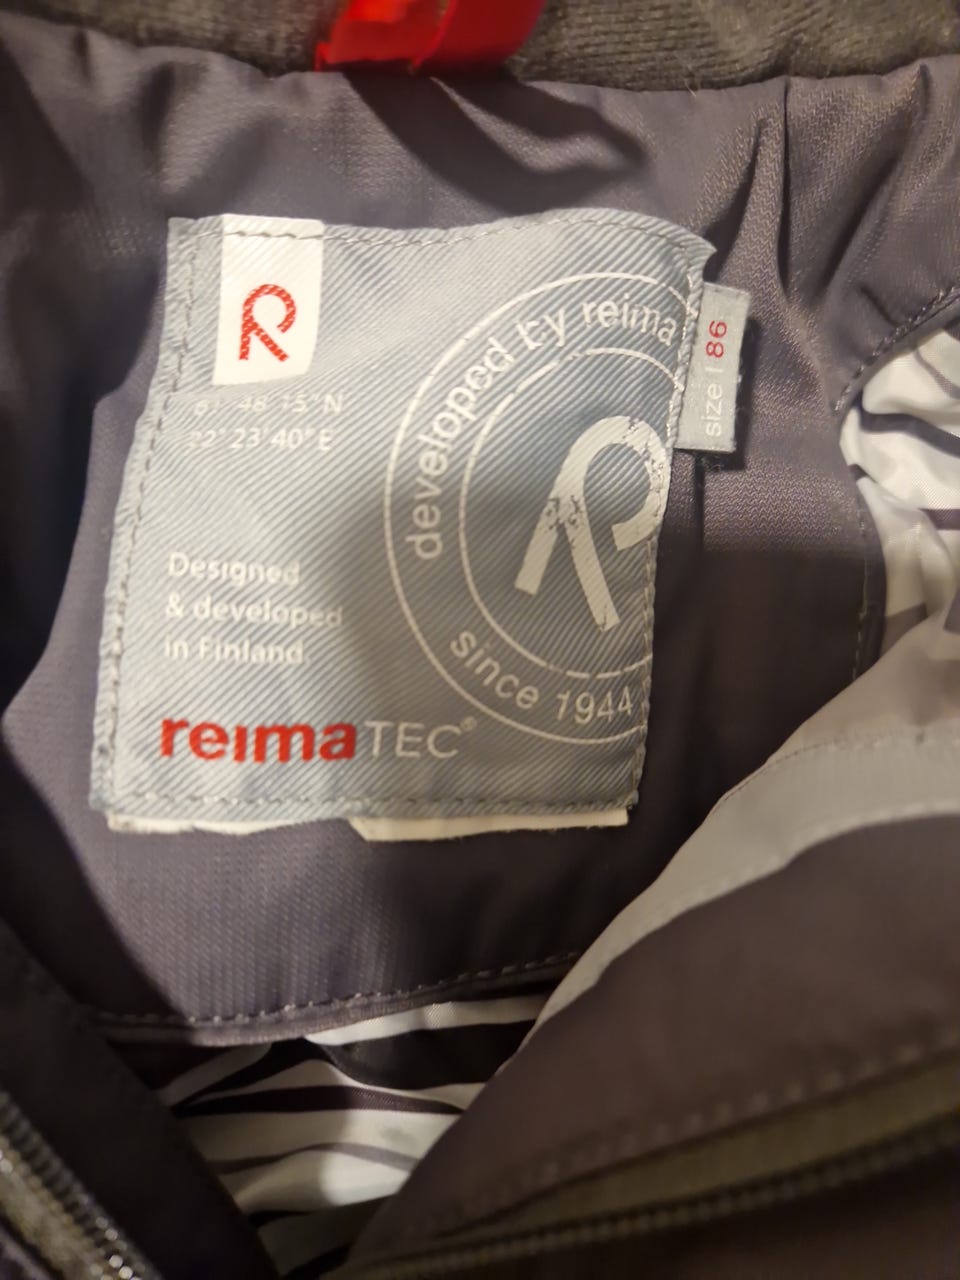 R
61° 48'15"N
22° 23'40"E
Designed
& developed
in Finland.
reimaTEC®
developed by reima
R
since 1944
size | 86